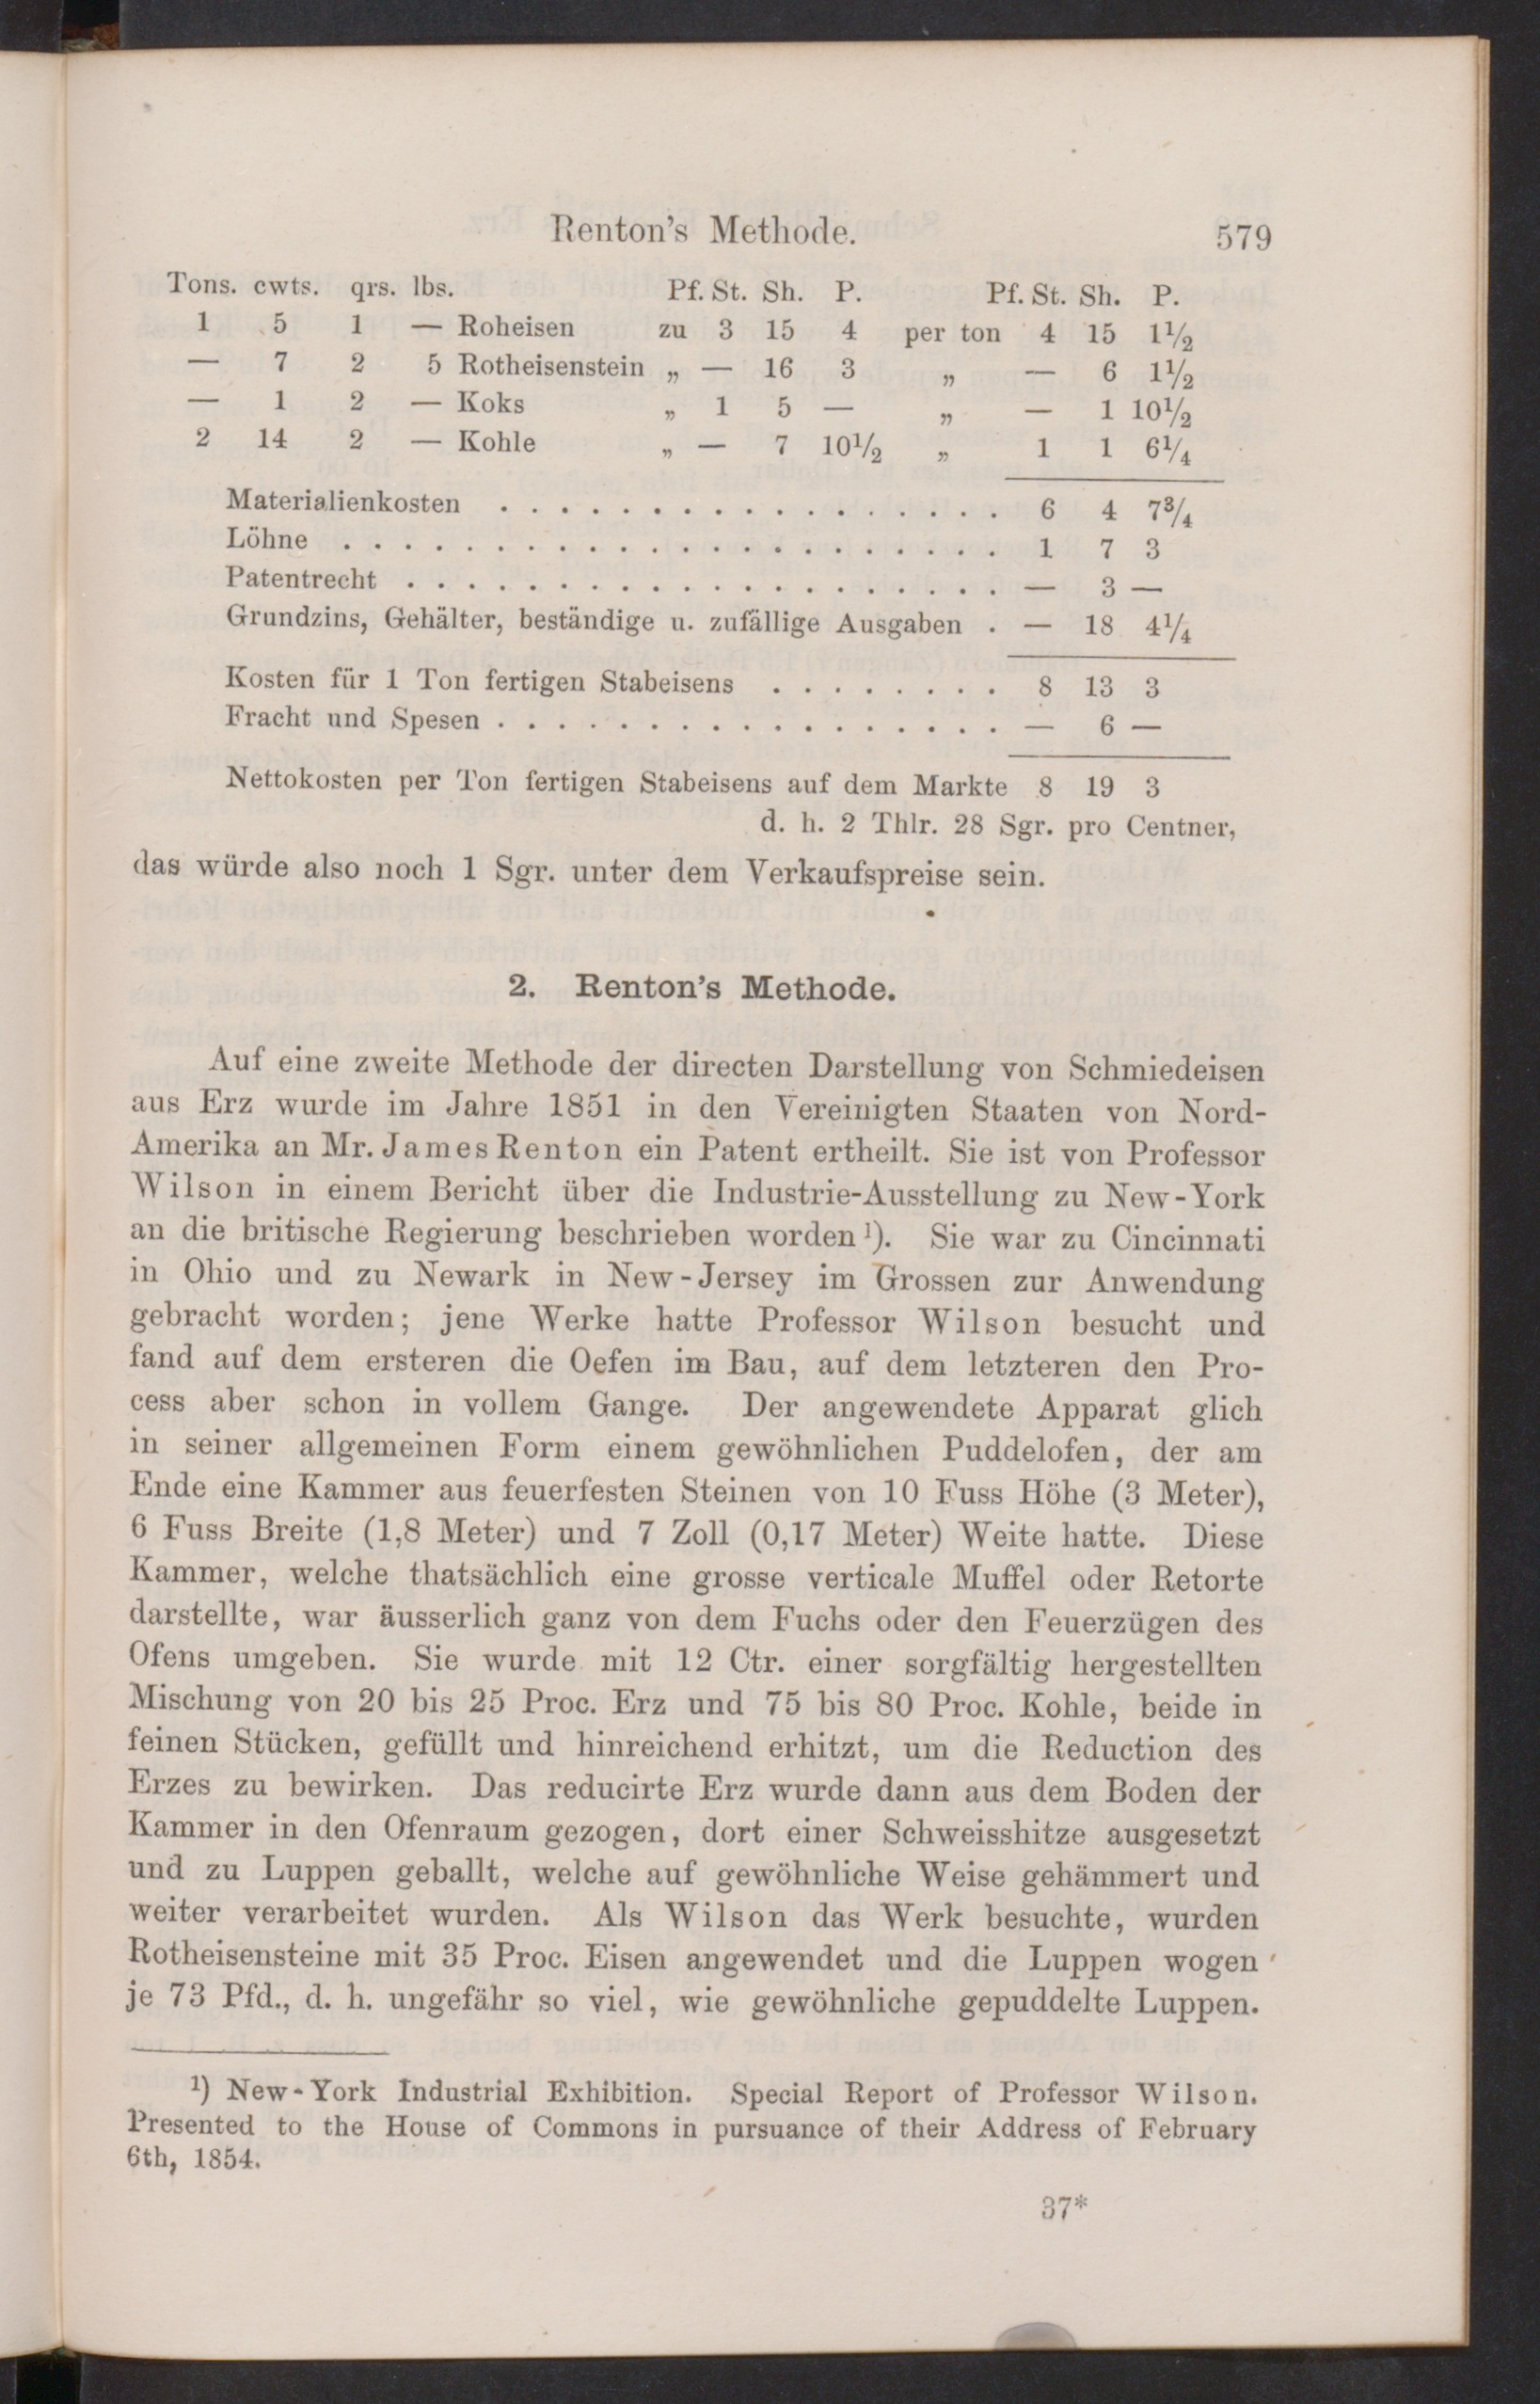 Renton's Methode. 579
Tons. cwts. qrs. lbs. Pf. St. Sh. P. Pf. St. Sh. P.
1 5 1 — Roheisen zu 3 15 4 per ton 4 15 1½
— 7 2 5 Rotheisenstein „ — 16 3 „ — 6 1½
— 1 2 — Koks „ 1 5 — „ — 1 10½
2 14 2 — Kohle „ — 7 10½ „ 1 1 6¼
Materialienkosten . . . . . . . . . . . . . . . . . 6 4 7¾
Löhne . . . . . . . . . . . . . . . . . . . . . . 1 7 3
Patentrecht . . . . . . . . . . . . . . . . . . . . — 3 —
Grundzins, Gehälter, beständige u. zufällige Ausgaben . — 18 4¼
Kosten für 1 Ton fertigen Stabeisens . . . . . . . . 8 13 3
Fracht und Spesen . . . . . . . . . . . . . . . . . — 6 —
Nettokosten per Ton fertigen Stabeisens auf dem Markte 8 19 3
d. h. 2 Thlr. 28 Sgr. pro Centner,
das würde also noch 1 Sgr. unter dem Verkaufspreise sein.
2. Renton's Methode.
Auf eine zweite Methode der directen Darstellung von Schmiedeisen
aus Erz wurde im Jahre 1851 in den Vereinigten Staaten von Nord-
Amerika an Mr. James Renton ein Patent ertheilt. Sie ist von Professor
Wilson in einem Bericht über die Industrie-Ausstellung zu New-York
an die britische Regierung beschrieben worden ¹). Sie war zu Cincinnati
in Ohio und zu Newark in New-Jersey im Grossen zur Anwendung
gebracht worden; jene Werke hatte Professor Wilson besucht und
fand auf dem ersteren die Oefen im Bau, auf dem letzteren den Pro-
cess aber schon in vollem Gange. Der angewendete Apparat glich
in seiner allgemeinen Form einem gewöhnlichen Puddelofen, der am
Ende eine Kammer aus feuerfesten Steinen von 10 Fuss Höhe (3 Meter),
6 Fuss Breite (1,8 Meter) und 7 Zoll (0,17 Meter) Weite hatte. Diese
Kammer, welche thatsächlich eine grosse verticale Muffel oder Retorte
darstellte, war äusserlich ganz von dem Fuchs oder den Feuerzügen des
Ofens umgeben. Sie wurde mit 12 Ctr. einer sorgfältig hergestellten
Mischung von 20 bis 25 Proc. Erz und 75 bis 80 Proc. Kohle, beide in
feinen Stücken, gefüllt und hinreichend erhitzt, um die Reduction des
Erzes zu bewirken. Das reducirte Erz wurde dann aus dem Boden der
Kammer in den Ofenraum gezogen, dort einer Schweisshitze ausgesetzt
und zu Luppen geballt, welche auf gewöhnliche Weise gehämmert und
weiter verarbeitet wurden. Als Wilson das Werk besuchte, wurden
Rotheisensteine mit 35 Proc. Eisen angewendet und die Luppen wogen
je 73 Pfd., d. h. ungefähr so viel, wie gewöhnliche gepuddelte Luppen.
¹) New-York Industrial Exhibition. Special Report of Professor Wilson.
Presented to the House of Commons in pursuance of their Address of February
6th, 1854.
37*